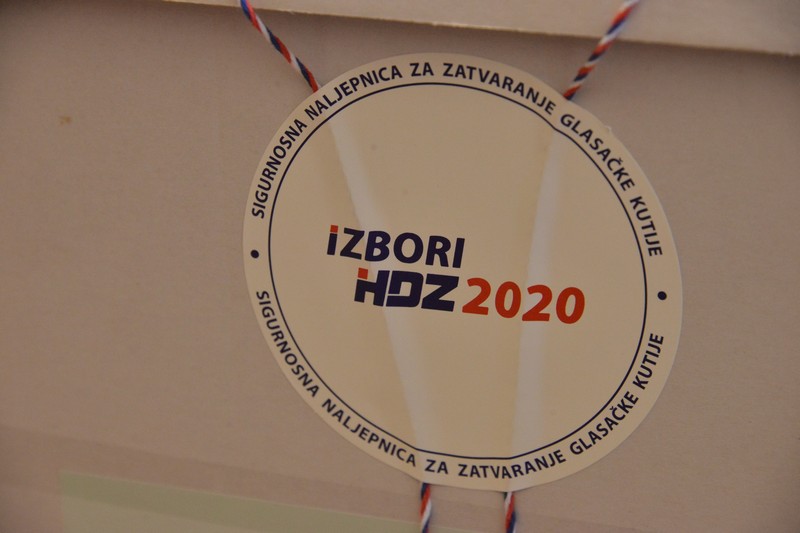 SIGURNOSNA NALJEPNICA ZA ZATVARANJE GLASAČKE KUTIJE
iZBORI
HDZ 2020
SIGURNOSNA NALJEPNICA ZA ZATVARANJE GLASAČKE KUTIJE